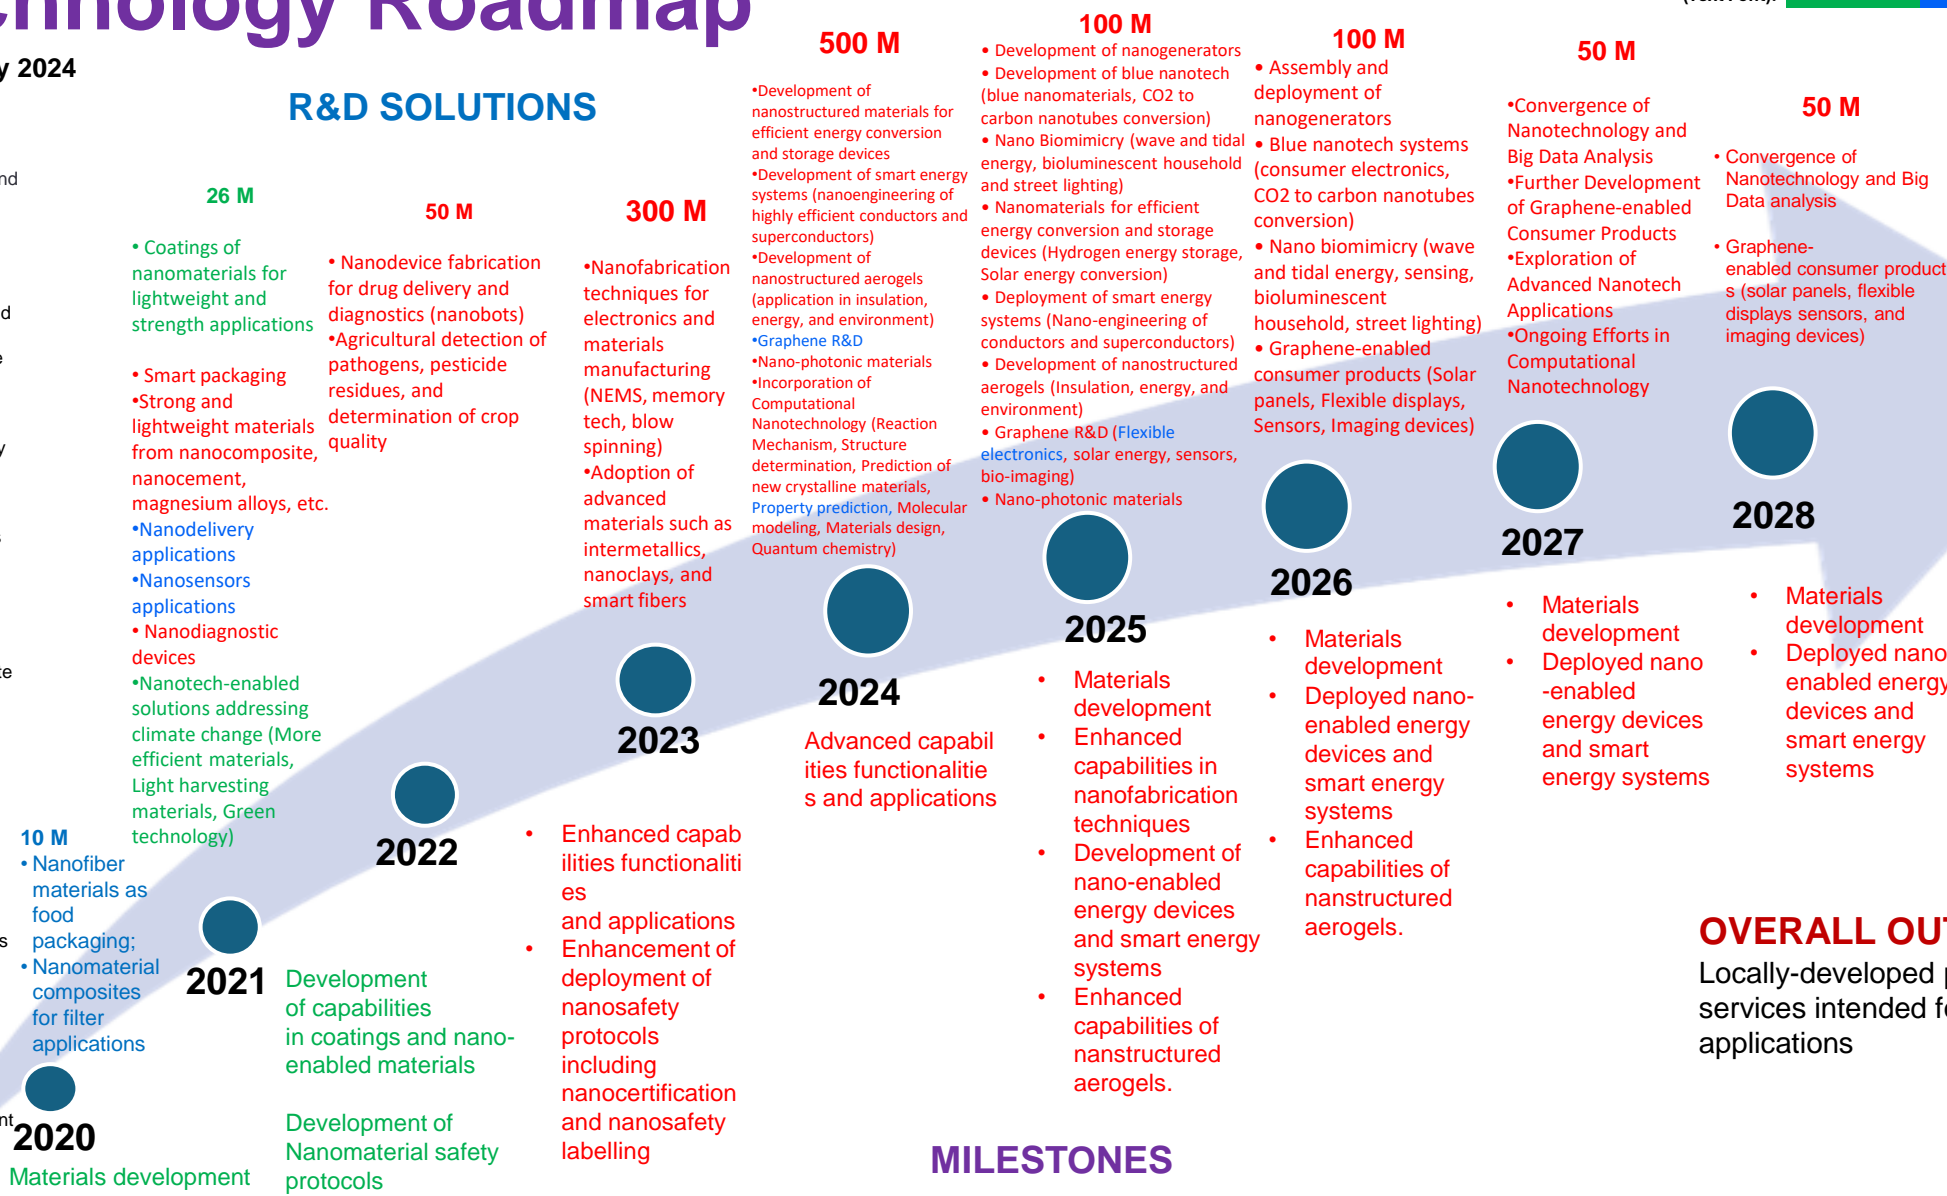 chnology Roadmap
y 2024
R&D SOLUTIONS
10 M
• Nanofiber
materials as
food
packaging;
• Nanomaterial
composites
for filter
applications
2020
Materials development
26 M
• Coatings of
nanomaterials for
lightweight and
strength applications
• Smart packaging
•Strong and
lightweight materials
from nanocomposite,
nanocement,
magnesium alloys, etc.
•Nanodelivery
applications
•Nanosensors
applications
• Nanodiagnostic
devices
•Nanotech-enabled
solutions addressing
climate change (More
efficient materials,
Light harvesting
materials, Green
technology)
2021
Development
of capabilities
in coatings and nano-
enabled materials
Development of
Nanomaterial safety
protocols
50 M
• Nanodevice fabrication
for drug delivery and
diagnostics (nanobots)
•Agricultural detection of
pathogens, pesticide
residues, and
determination of crop
quality
2022
300 M
•Nanofabrication
techniques for
electronics and
materials
manufacturing
(NEMS, memory
tech, blow
spinning)
•Adoption of
advanced
materials such as
intermetallics,
nanoclays, and
smart fibers
2023
• Enhanced capab
ilities functionaliti
es
and applications
• Enhancement of
deployment of
nanosafety
protocols
including
nanocertification
and nanosafety
labelling
500 M
•Development of
nanostructured materials for
efficient energy conversion
and storage devices
•Development of smart energy
systems (nanoengineering of
highly efficient conductors and
superconductors)
•Development of
nanostructured aerogels
(application in insulation,
energy, and environment)
•Graphene R&D
•Nano-photonic materials
•Incorporation of
Computational
Nanotechnology (Reaction
Mechanism, Structure
determination, Prediction of
new crystalline materials,
Property prediction, Molecular
modeling, Materials design,
Quantum chemistry)
2024
Advanced capabil
ities functionalitie
s and applications
100 M
• Development of nanogenerators
• Development of blue nanotech
(blue nanomaterials, CO2 to
carbon nanotubes conversion)
• Nano Biomimicry (wave and tidal
energy, bioluminescent household
and street lighting)
• Nanomaterials for efficient
energy conversion and storage
devices (Hydrogen energy storage,
Solar energy conversion)
• Deployment of smart energy
systems (Nano-engineering of
conductors and superconductors)
• Development of nanostructured
aerogels (Insulation, energy, and
environment)
• Graphene R&D (Flexible
electronics, solar energy, sensors,
bio-imaging)
• Nano-photonic materials
2025
• Materials
development
• Enhanced
capabilities in
nanofabrication
techniques
• Development of
nano-enabled
energy devices
and smart energy
systems
• Enhanced
capabilities of
nanstructured
aerogels.
100 M
• Assembly and
deployment of
nanogenerators
• Blue nanotech systems
(consumer electronics,
CO2 to carbon nanotubes
conversion)
• Nano biomimicry (wave
and tidal energy, sensing,
bioluminescent
household, street lighting)
• Graphene-enabled
consumer products (Solar
panels, Flexible displays,
Sensors, Imaging devices)
2026
• Materials
development
• Deployed nano-
enabled energy
devices and
smart energy
systems
• Enhanced
capabilities of
nanstructured
aerogels.
50 M
•Convergence of
Nanotechnology and
Big Data Analysis
•Further Development
of Graphene-enabled
Consumer Products
•Exploration of
Advanced Nanotech
Applications
•Ongoing Efforts in
Computational
Nanotechnology
2027
• Materials
development
• Deployed nano
-enabled
energy devices
and smart
energy systems
50 M
• Convergence of
Nanotechnology and Big
Data analysis
• Graphene-
enabled consumer product
s (solar panels, flexible
displays sensors, and
imaging devices)
2028
• Materials
development
• Deployed nano
enabled energy
devices and
smart energy
systems
MILESTONES
OVERALL OUT
Locally-developed p
services intended fo
applications